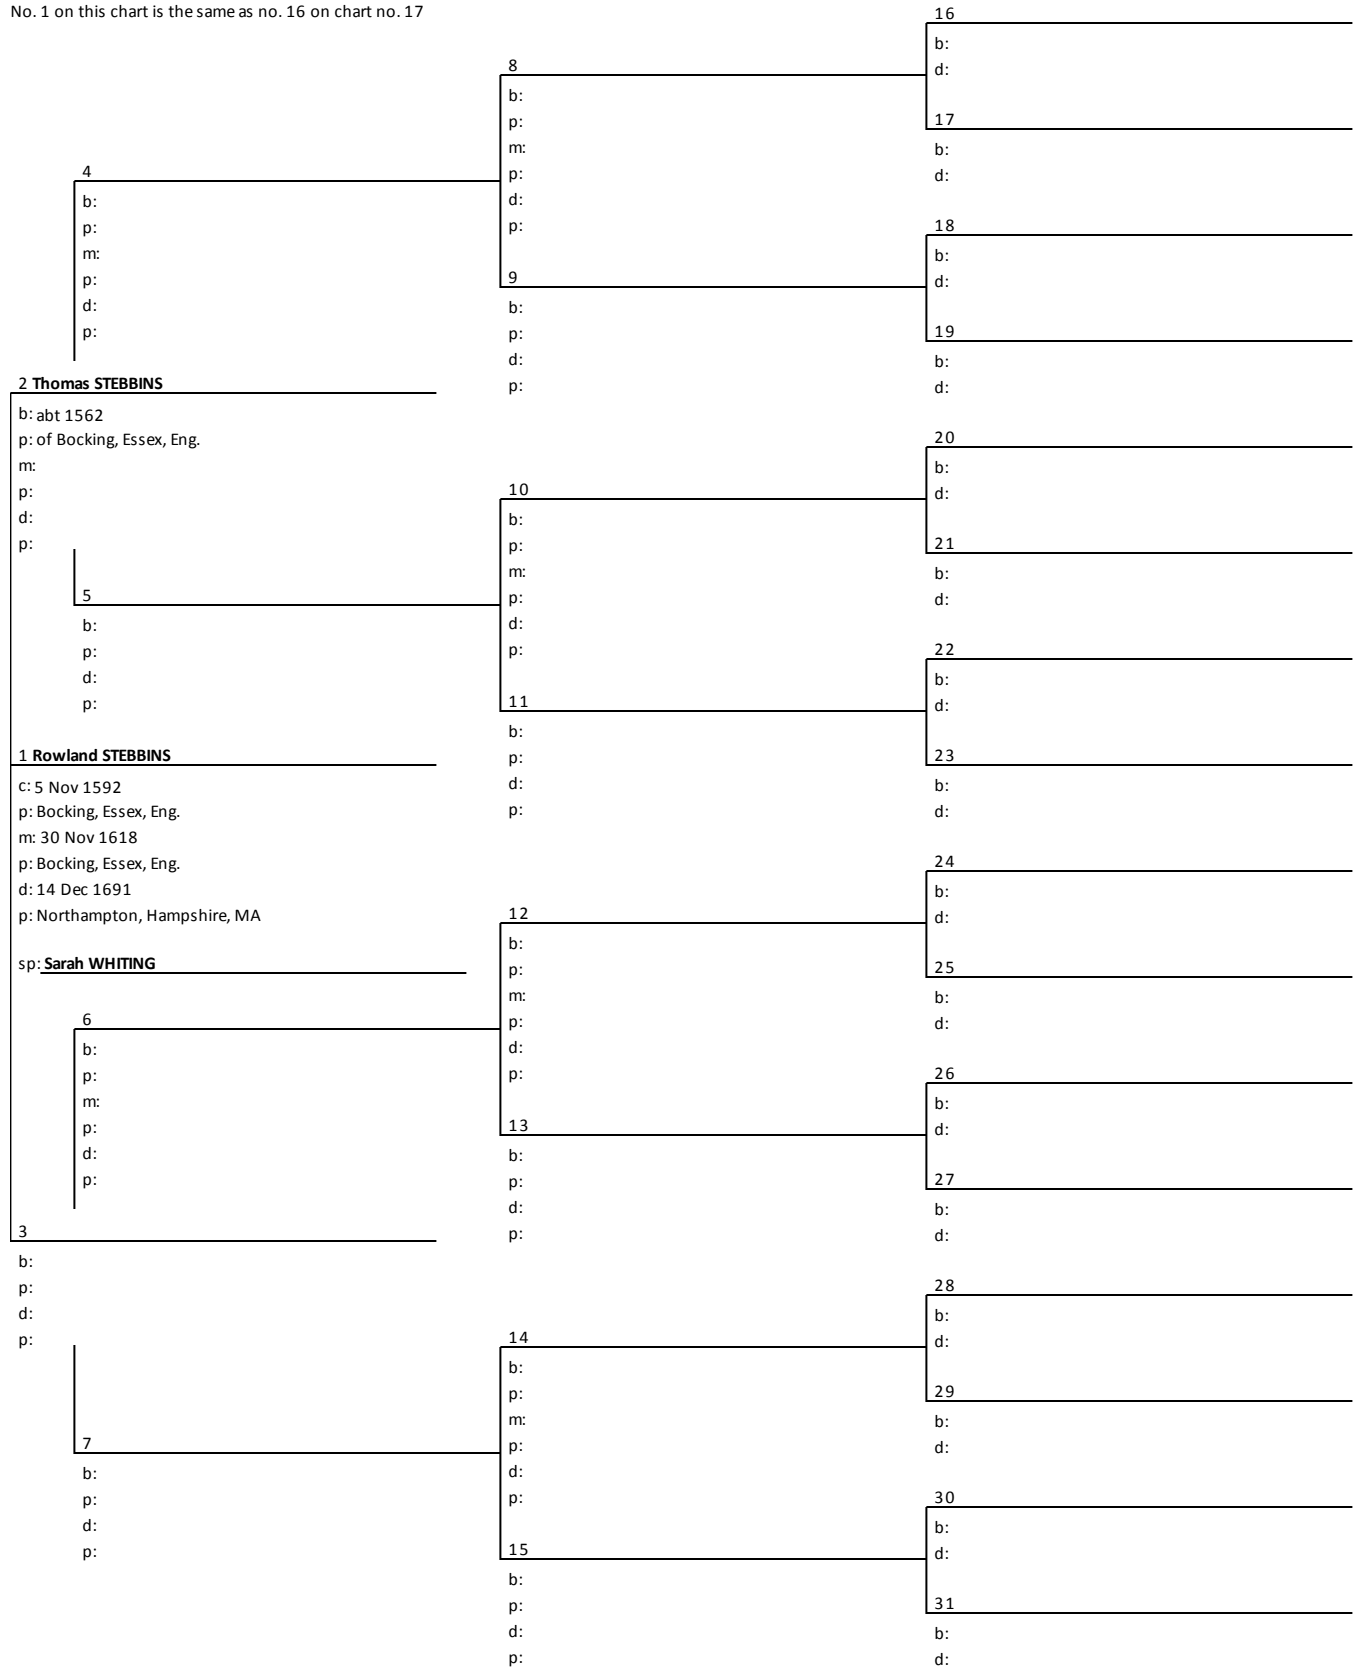 No. 1 on this chart is the same as no. 16 on chart no. 17
4
b:
p:
m:
p:
d:
p:
2 Thomas STEBBINS
b: abt 1562
p: of Bocking, Essex, Eng.
m:
p:
d:
p:
5
b:
p:
d:
p:
1 Rowland STEBBINS
c: 5 Nov 1592
p: Bocking, Essex, Eng.
m: 30 Nov 1618
p: Bocking, Essex, Eng.
d: 14 Dec 1691
p: Northampton, Hampshire, MA
sp: Sarah WHITING
6
b:
p:
m:
p:
d:
p:
3
b:
p:
d:
p:
7
b:
p:
d:
p:
8
b:
p:
m:
p:
d:
p:
9
b:
p:
d:
p:
10
b:
p:
m:
p:
d:
p:
11
b:
p:
d:
p:
12
b:
p:
m:
p:
d:
p:
13
b:
p:
d:
p:
14
b:
p:
m:
p:
d:
p:
15
b:
p:
d:
p:
16
b:
d:
17
b:
d:
18
b:
d:
19
b:
d:
20
b:
d:
21
b:
d:
22
b:
d:
23
b:
d:
24
b:
d:
25
b:
d:
26
b:
d:
27
b:
d:
28
b:
d:
29
b:
d:
30
b:
d:
31
b:
d: